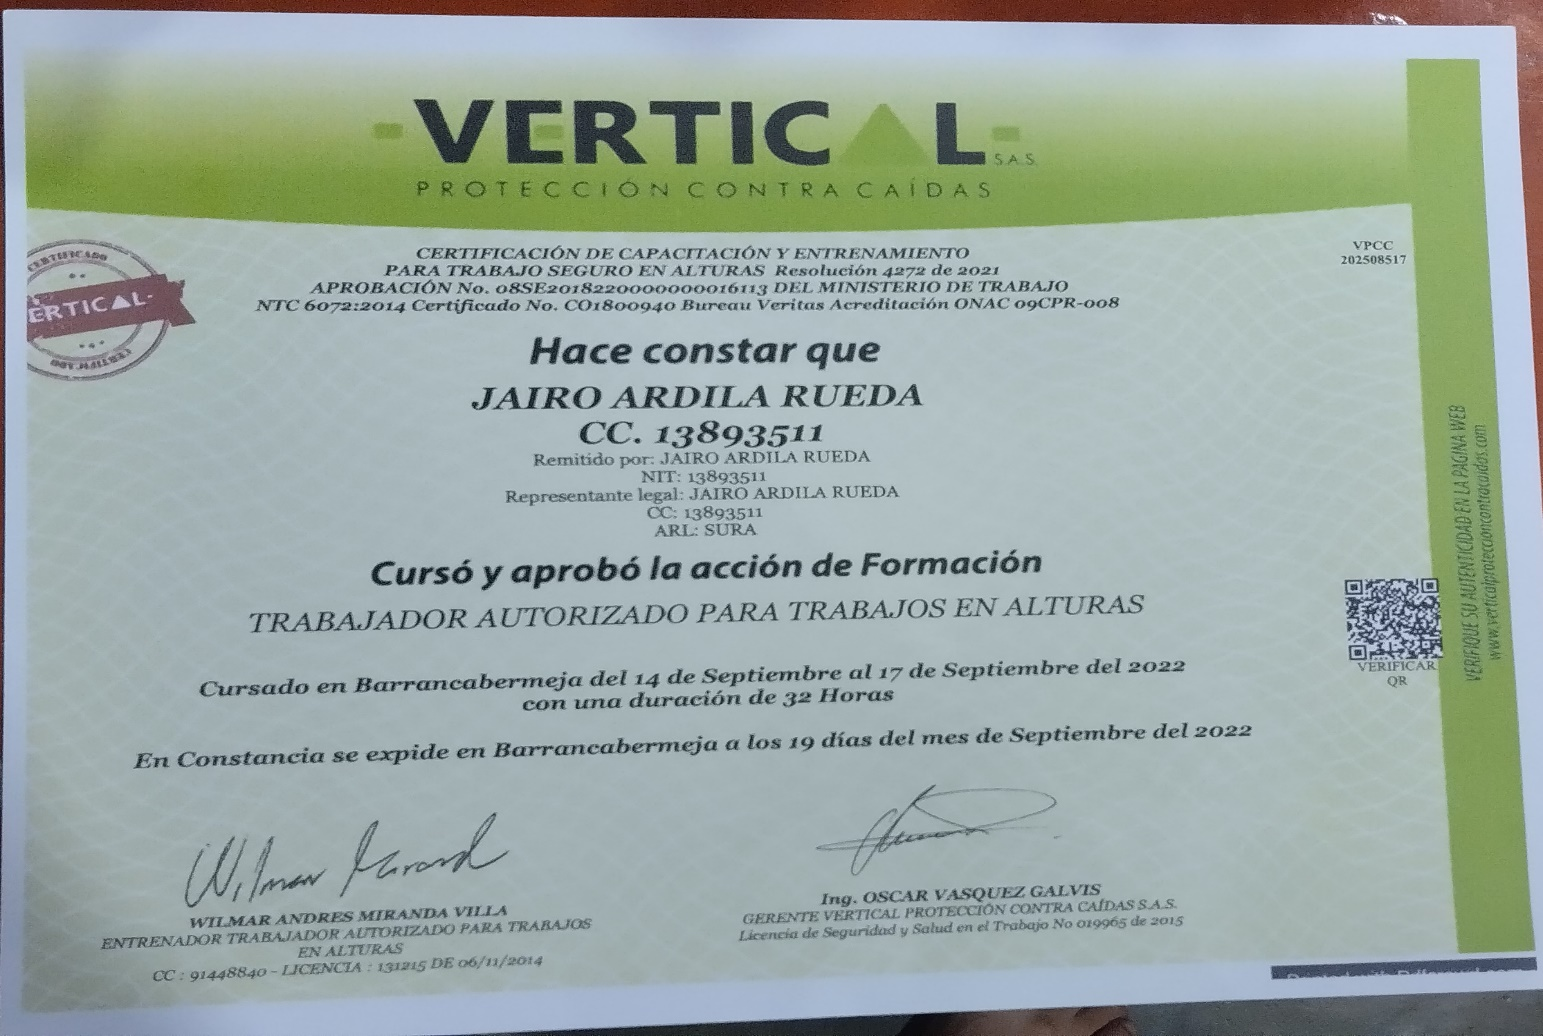 VERTICAL S.A.S
PROTECCIÓN CONTRA CAÍDAS
CERTIFICADO
VERTICAL
CERTIFICADO
VPCC
202508517
CERTIFICACIÓN DE CAPACITACIÓN Y ENTRENAMIENTO
PARA TRABAJO SEGURO EN ALTURAS Resolución 4272 de 2021
APROBACIÓN No. 08SE2018220000000016113 DEL MINISTERIO DE TRABAJO
NTC 6072:2014 Certificado No. CO1800940 Bureau Veritas Acreditación ONAC 09CPR-008
Hace constar que
JAIRO ARDILA RUEDA
CC. 13893511
Remitido por: JAIRO ARDILA RUEDA
NIT: 13893511
Representante legal: JAIRO ARDILA RUEDA
CC: 13893511
ARL: SURA
Cursó y aprobó la acción de Formación
TRABAJADOR AUTORIZADO PARA TRABAJOS EN ALTURAS
Cursado en Barrancabermeja del 14 de Septiembre al 17 de Septiembre del 2022
con una duración de 32 Horas
En Constancia se expide en Barrancabermeja a los 19 días del mes de Septiembre del 2022
VERIFICAR
QR
VERIFIQUE SU AUTENTICIDAD EN LA PAGINA WEB
www.verticalproteccioncontracaidas.com
Wilmar Mirand
WILMAR ANDRES MIRANDA VILLA
ENTRENADOR TRABAJADOR AUTORIZADO PARA TRABAJOS
EN ALTURAS
CC : 91448840 - LICENCIA : 131215 DE 06/11/2014
Ing. OSCAR VASQUEZ GALVIS
GERENTE VERTICAL PROTECCIÓN CONTRA CAÍDAS S.A.S.
Licencia de Seguridad y Salud en el Trabajo No 019965 de 2015